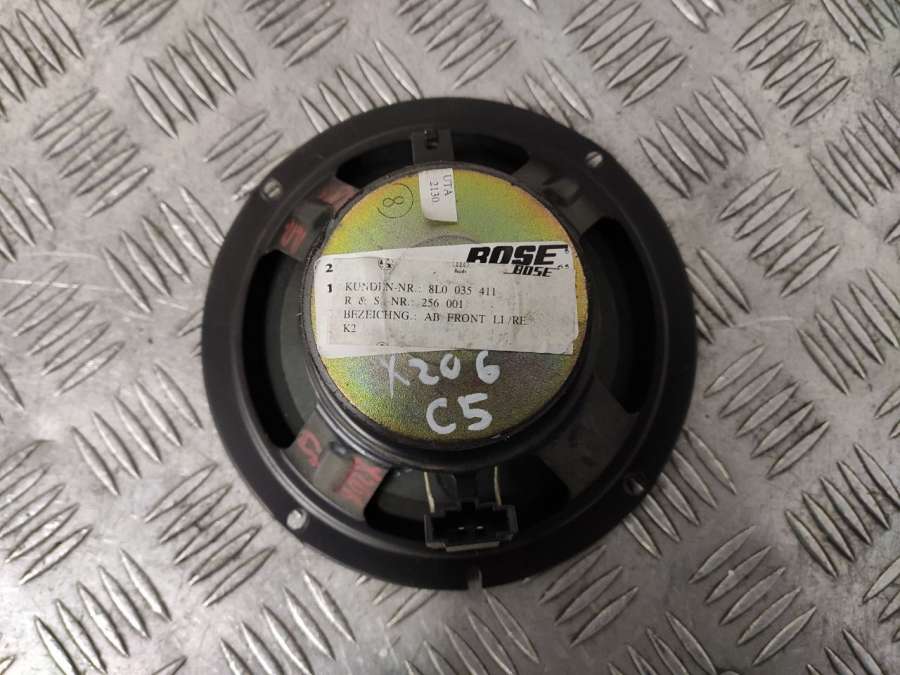 UTA
2130
8
BOSE
BOSE
2
1 KUNDEN-NR.: 8L0 035 411
R & S. NR.: 256 001
BEZEICHNG.: AB FRONT LI/RE
K2
X206
C5